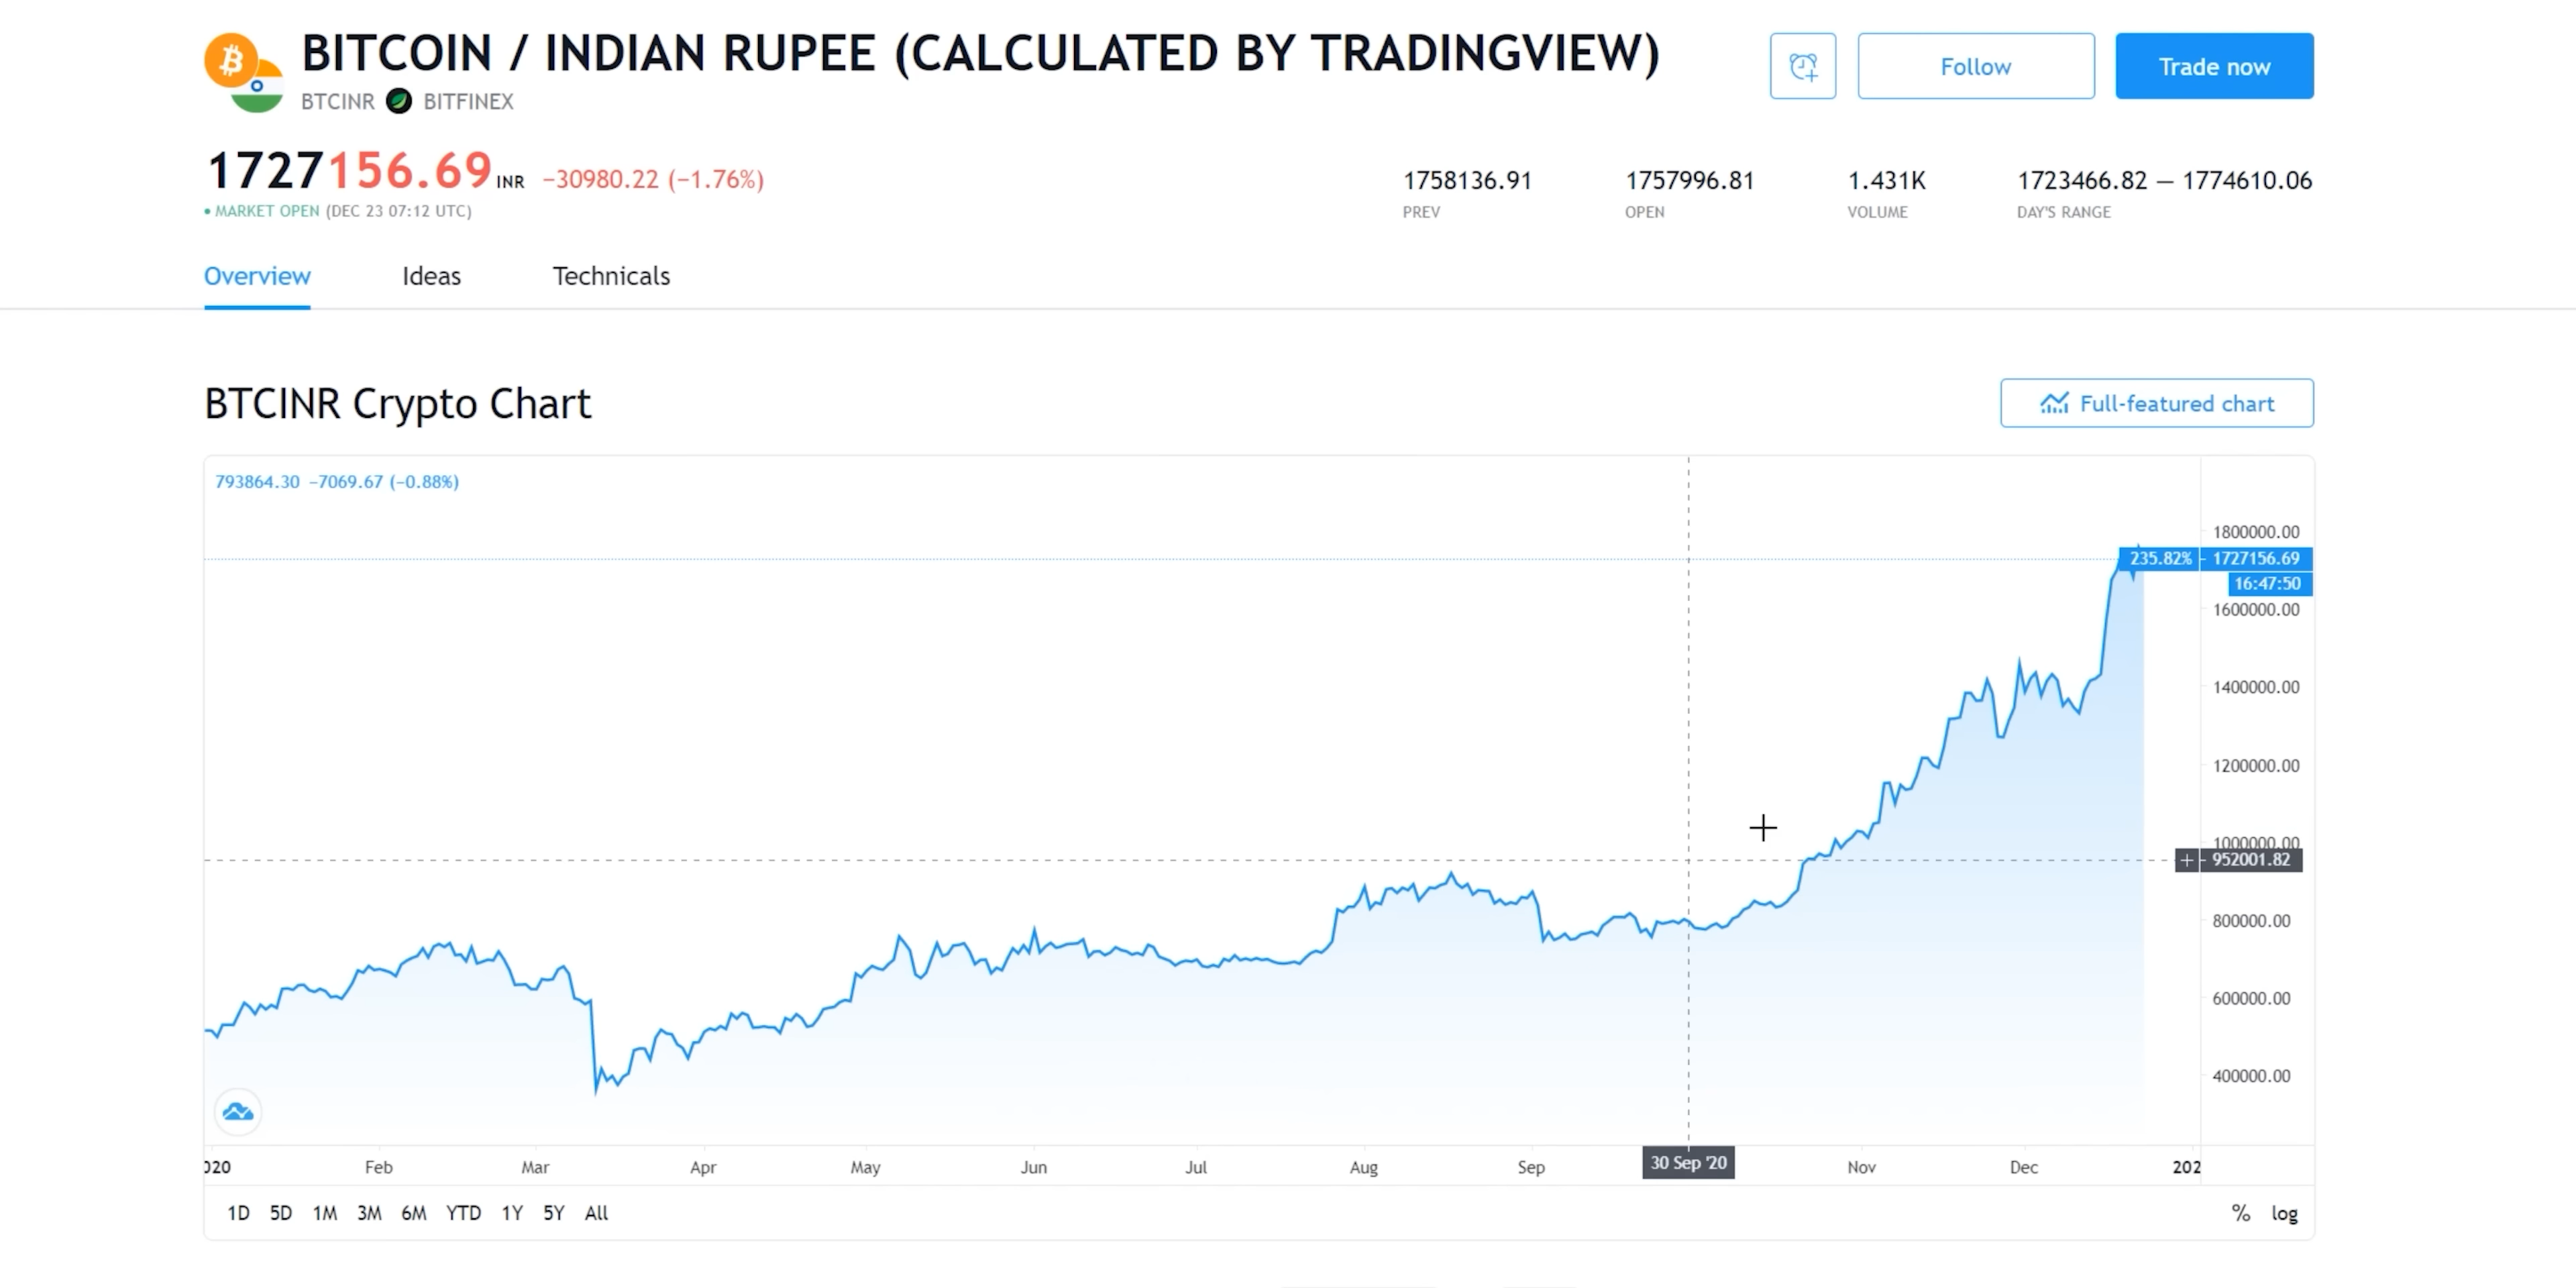 BITCOIN / INDIAN RUPEE (CALCULATED BY TRADINGVIEW)
BTCINR BITFINEX
Follow
Trade now
1727156.69 INR −30980.22 (−1.76%)
MARKET OPEN (DEC 23 07:12 UTC)
1758136.91 1757996.81 1.431K 1723466.82 — 1774610.06
PREV OPEN VOLUME DAY'S RANGE
Overview Ideas Technicals
BTCINR Crypto Chart
Full-featured chart
793864.30 −7069.67 (−0.88%)
1800000.00
235.82% 1727156.69
16:47:50
1600000.00
1400000.00
1200000.00
1000000.00
952001.82
800000.00
600000.00
400000.00
020 Feb Mar Apr May Jun Jul Aug Sep 30 Sep '20 Nov Dec 202
1D 5D 1M 3M 6M YTD 1Y 5Y All % log